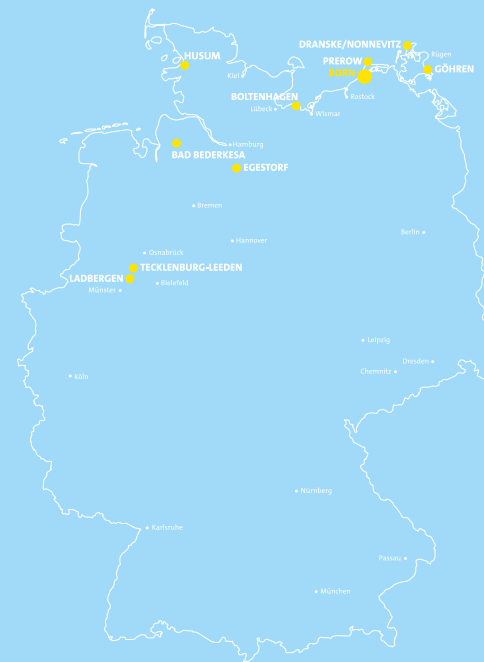 DRANSKE/NONNEVITZ
Rügen
HUSUM
PREROW
GÖHREN
Kiel
BOLTENHAGEN
Rostock
Lübeck
Wismar
Hamburg
BAD BEDERKESA
EGESTORF
Bremen
Berlin
Hannover
Osnabrück
TECKLENBURG-LEEDEN
LADBERGEN
Bielefeld
Münster
Leipzig
Dresden
Chemnitz
Köln
Nürnberg
Karlsruhe
Passau
München